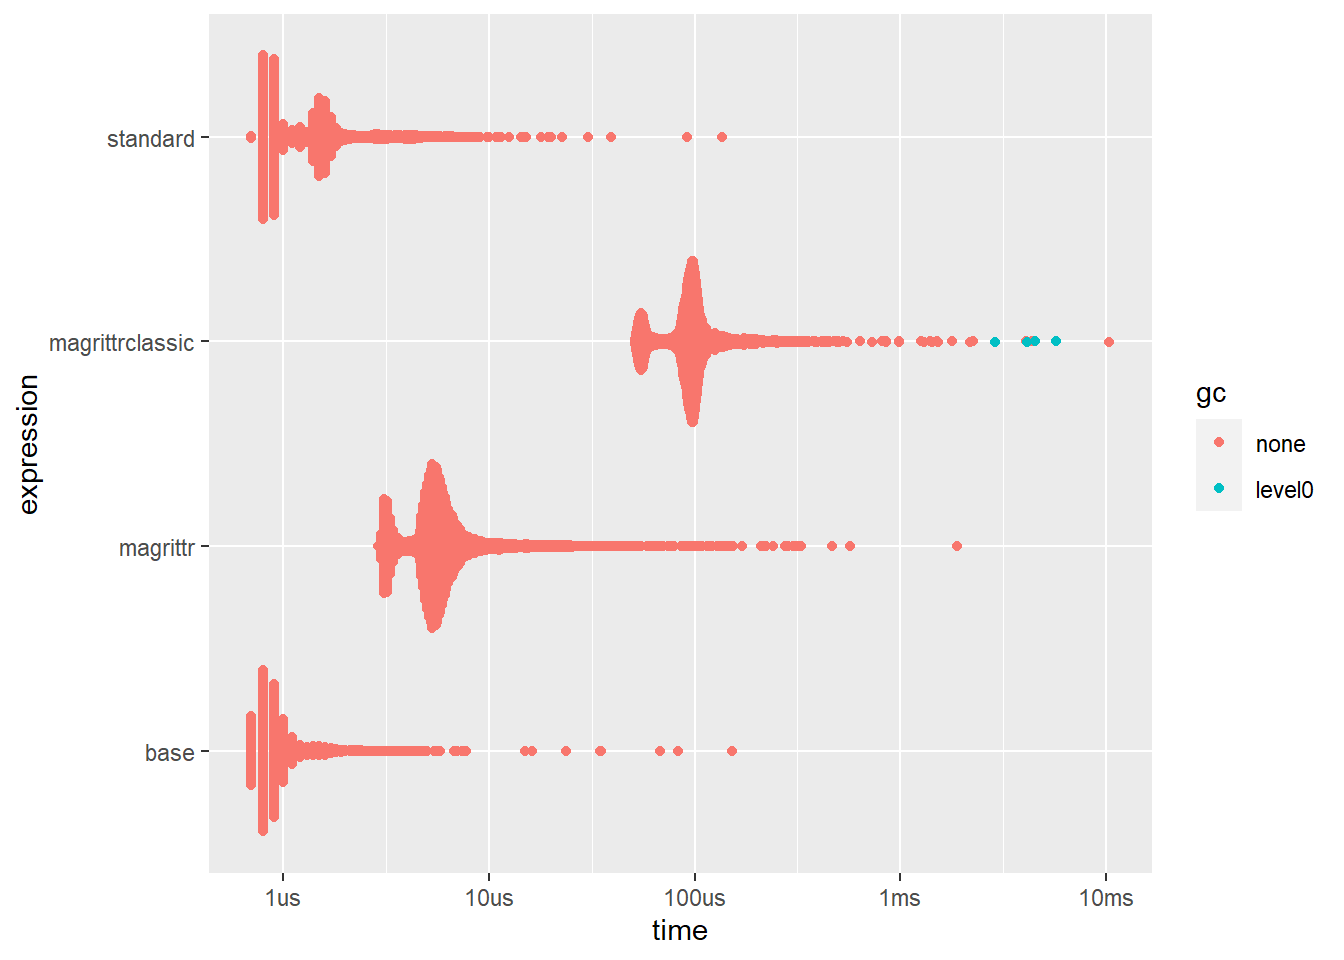 standard
magrittrclassic
magrittr
base
expression
1us
10us
100us
1ms
10ms
time
gc
none
level0